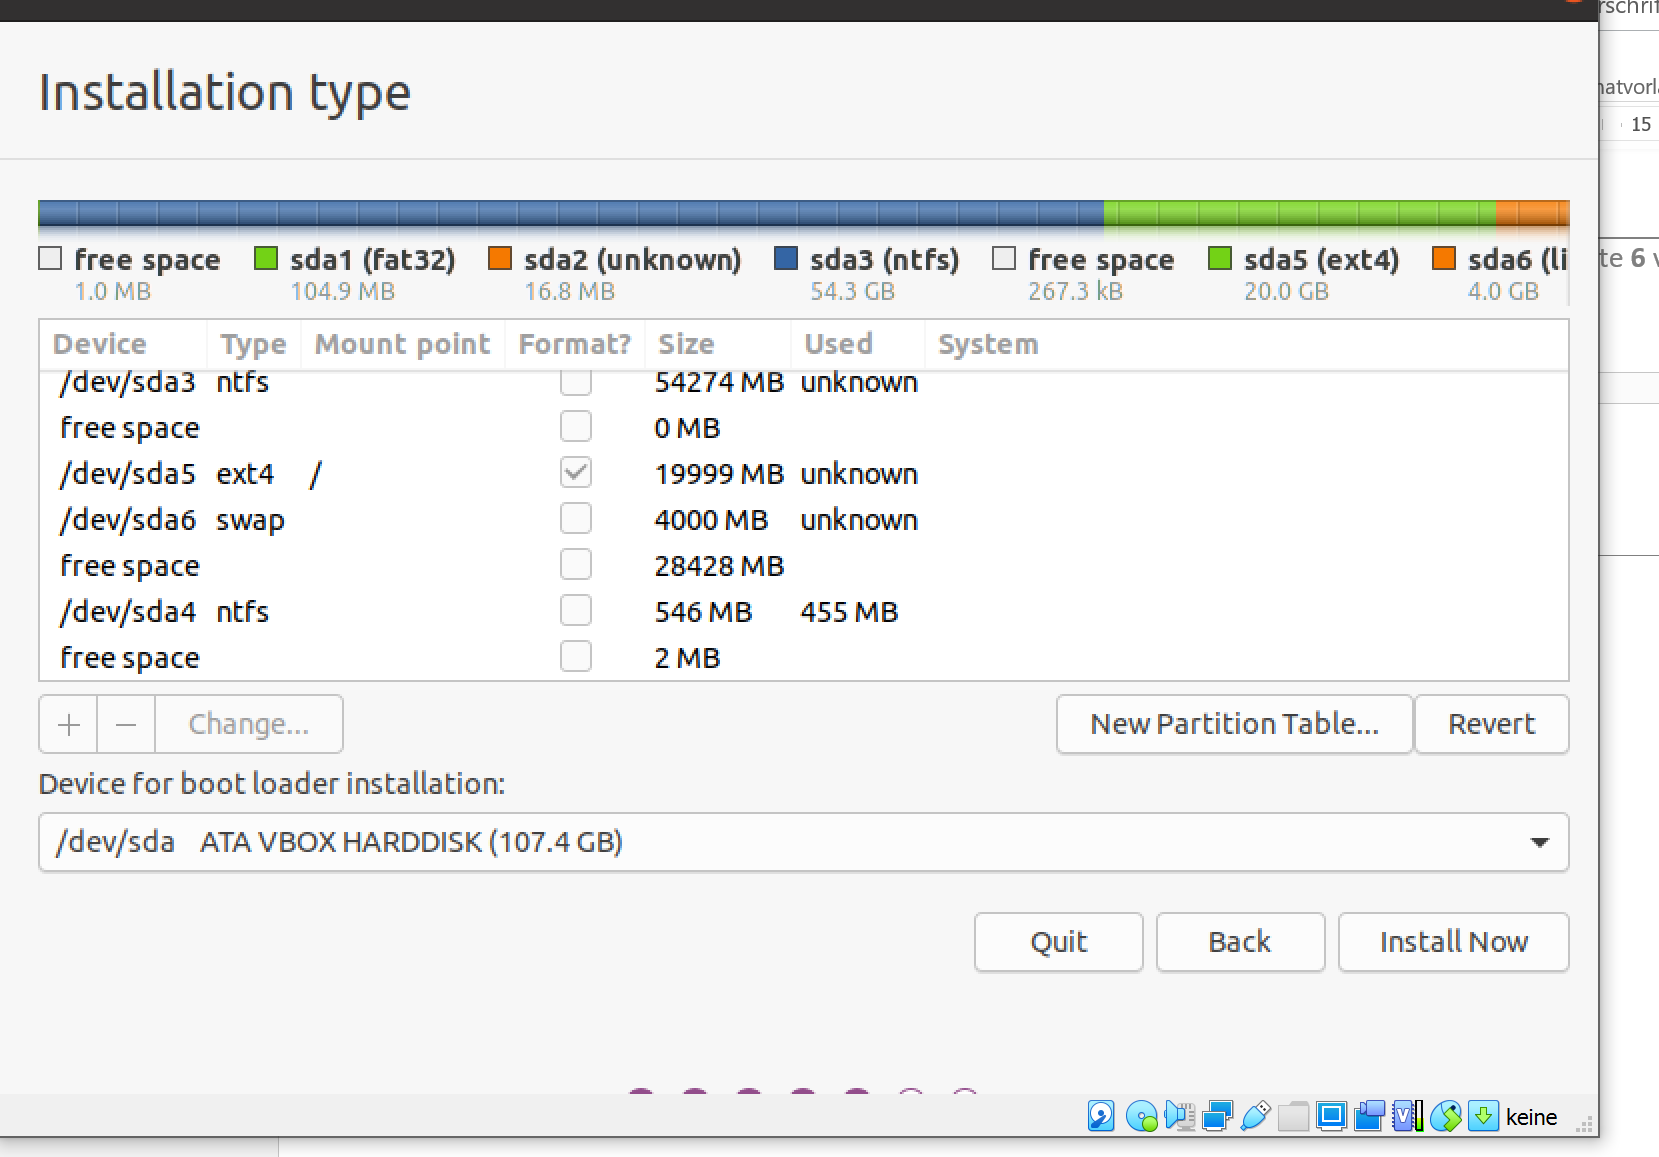 rschrif
Installation type
natvorla
15
free space sda1 (fat32) sda2 (unknown) sda3 (ntfs) free space sda5 (ext4) sda6 (li
te 6 v
1.0 MB 104.9 MB 16.8 MB 54.3 GB 267.3 kB 20.0 GB 4.0 GB
Device Type Mount point Format? Size Used System
/dev/sda3 ntfs 54274 MB unknown
free space 0 MB
/dev/sda5 ext4 / 19999 MB unknown
/dev/sda6 swap 4000 MB unknown
free space 28428 MB
/dev/sda4 ntfs 546 MB 455 MB
free space 2 MB
+ − Change... New Partition Table... Revert
Device for boot loader installation:
/dev/sda ATA VBOX HARDDISK (107.4 GB)
Quit Back Install Now
keine